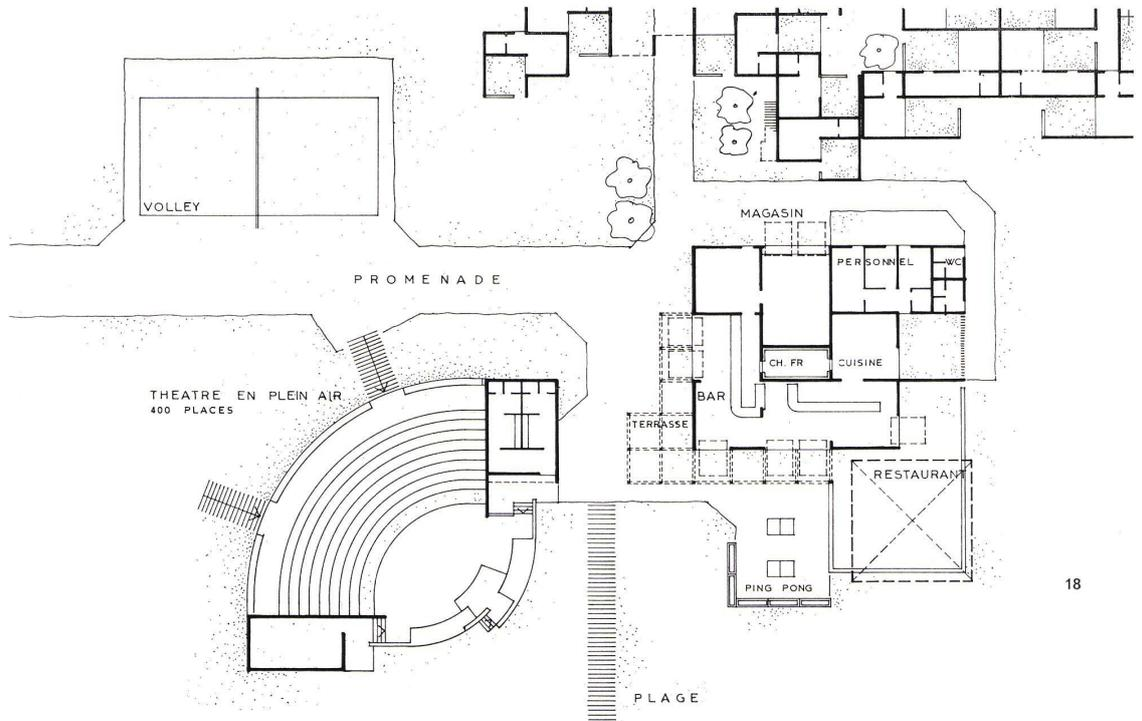 VOLLEY
MAGASIN
PERSONNEL
WC
PROMENADE
CH. FR
CUISINE
THEATRE EN PLEIN AIR
400 PLACES
BAR
TERRASSE
RESTAURANT
PING PONG
18
PLAGE